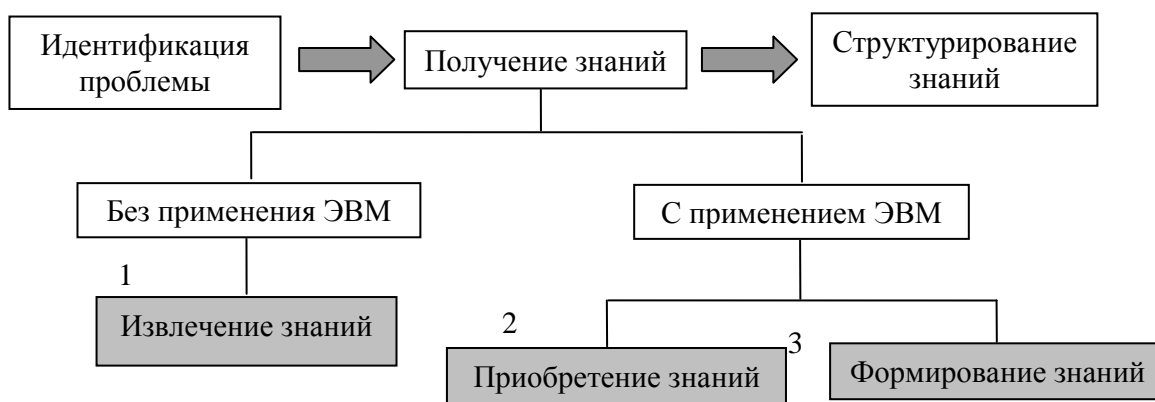 Идентификация
проблемы
Получение знаний
Структурирование
знаний
Без применения ЭВМ
С применением ЭВМ
1
Извлечение знаний
2
Приобретение знаний
3
Формирование знаний